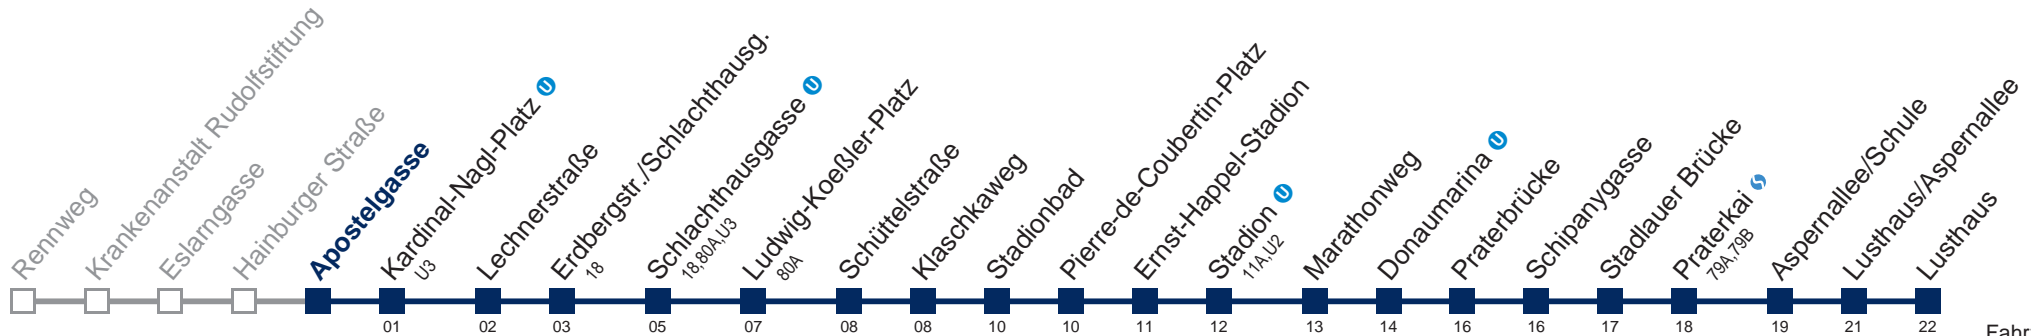 Rennweg
Krankenanstalt Rudolfstiftung
Eslarngasse
Hainburger Straße
Apostelgasse
Kardinal-Nagl-Platz U
U3
Lechnerstraße
Erdbergstr./Schlachthausg.
18
Schlachthausgasse U
18,80A,U3
Ludwig-Koeßler-Platz
80A
Schüttelstraße
Klaschkaweg
Stadionbad
Pierre-de-Coubertin-Platz
Ernst-Happel-Stadion
Stadion U
11A,U2
Marathonweg
Donaumarina U
Praterbrücke
Schipanygasse
Stadlauer Brücke
Praterkai S
79A,79B
Aspernallee/Schule
Lusthaus/Aspernallee
Lusthaus
01 02 03 05 07 08 08 10 10 11 12 13 14 16 16 17 18 19 21 22
Fahr